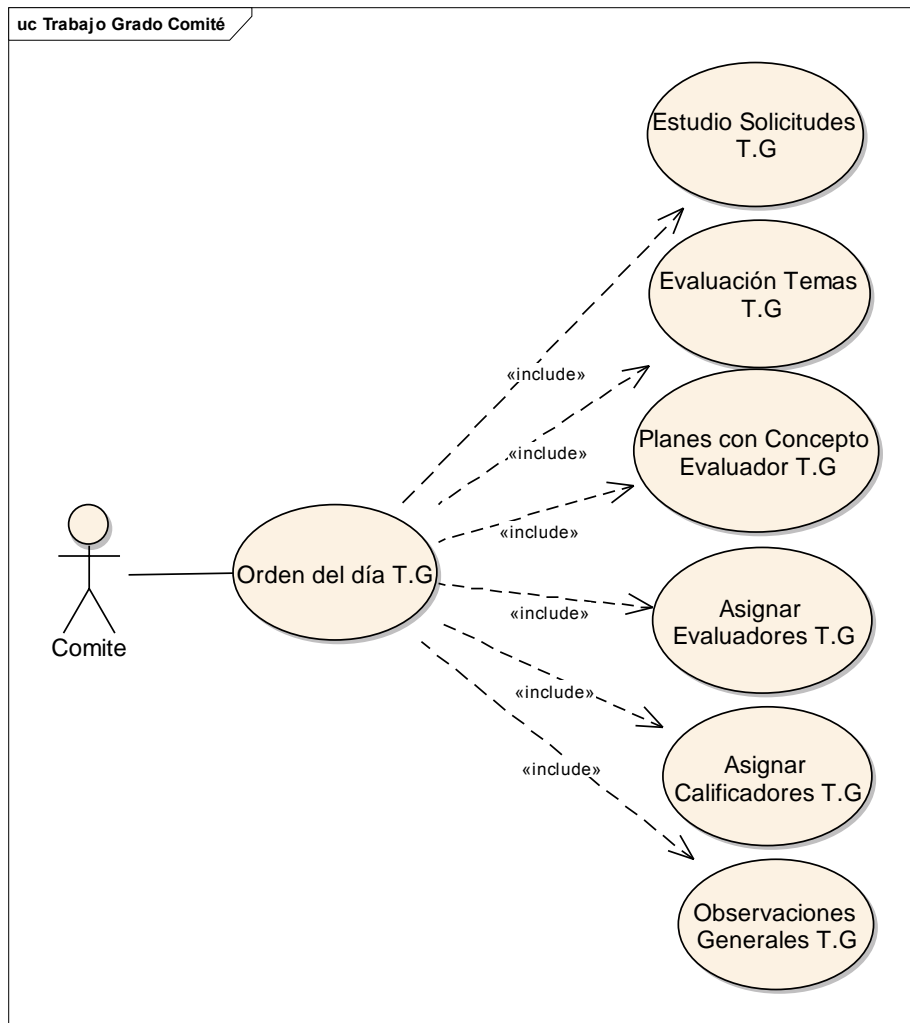 uc Trabajo Grado Comité
Estudio Solicitudes
T.G
Evaluación Temas
T.G
«include»
Planes con Concepto
Evaluador T.G
«include»
«include»
Orden del día T.G
Comite
Asignar
Evaluadores T.G
«include»
«include»
Asignar
Calificadores T.G
«include»
Observaciones
Generales T.G